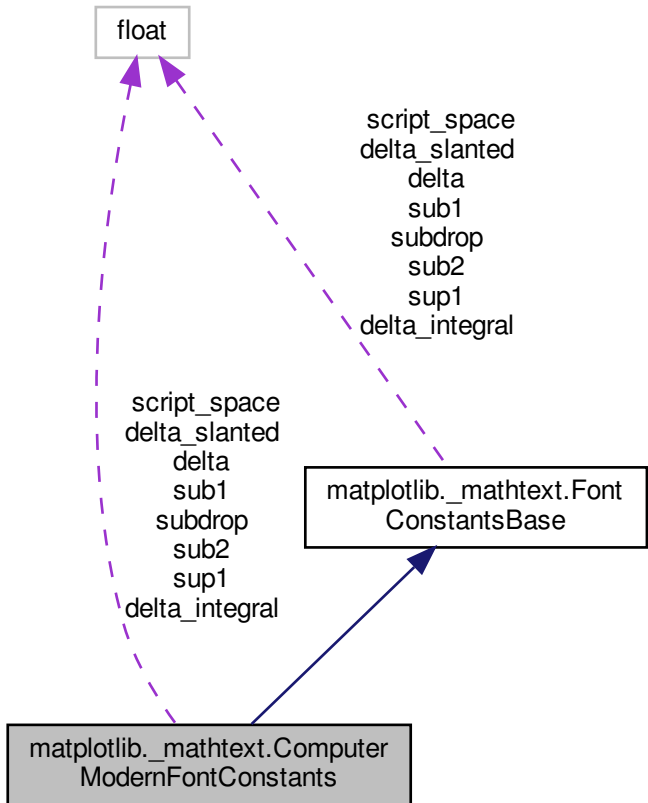 float
script_space
delta_slanted
delta
sub1
subdrop
sub2
sup1
delta_integral
script_space
delta_slanted
delta
sub1
subdrop
sub2
sup1
delta_integral
matplotlib._mathtext.Font
ConstantsBase
matplotlib._mathtext.Computer
ModernFontConstants